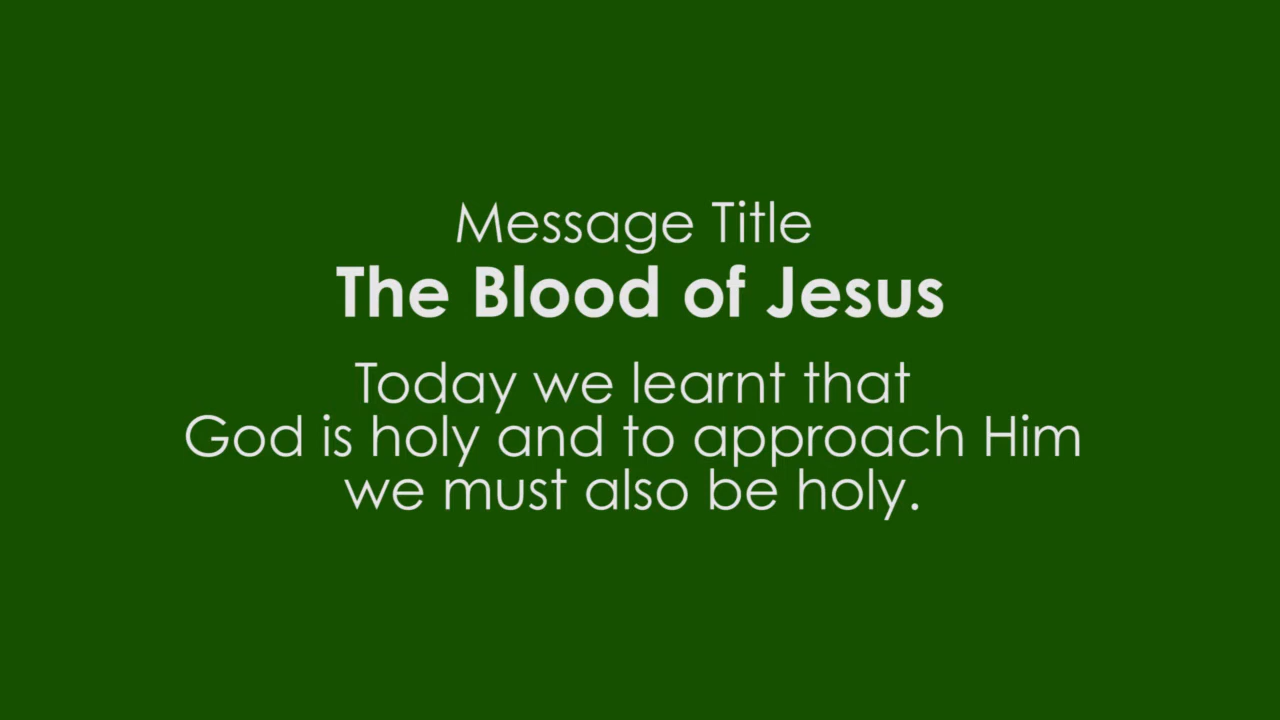 Message Title
The Blood of Jesus
Today we learnt that
God is holy and to approach Him
we must also be holy.